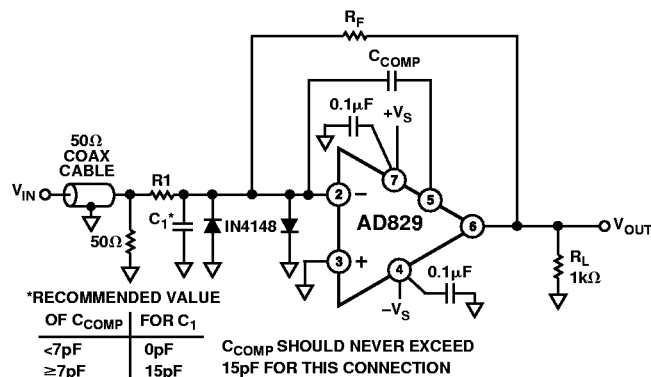 R_F
C_COMP
0.1μF
+V_S
50Ω
COAX
CABLE
R1
7
5
V_IN
2
−
AD829
6
V_OUT
C_1*
IN4148
50Ω
3
+
4
0.1μF
R_L
1kΩ
−V_S
*RECOMMENDED VALUE
OF C_COMP FOR C_1
<7pF 0pF
≥7pF 15pF
C_COMP SHOULD NEVER EXCEED
15pF FOR THIS CONNECTION